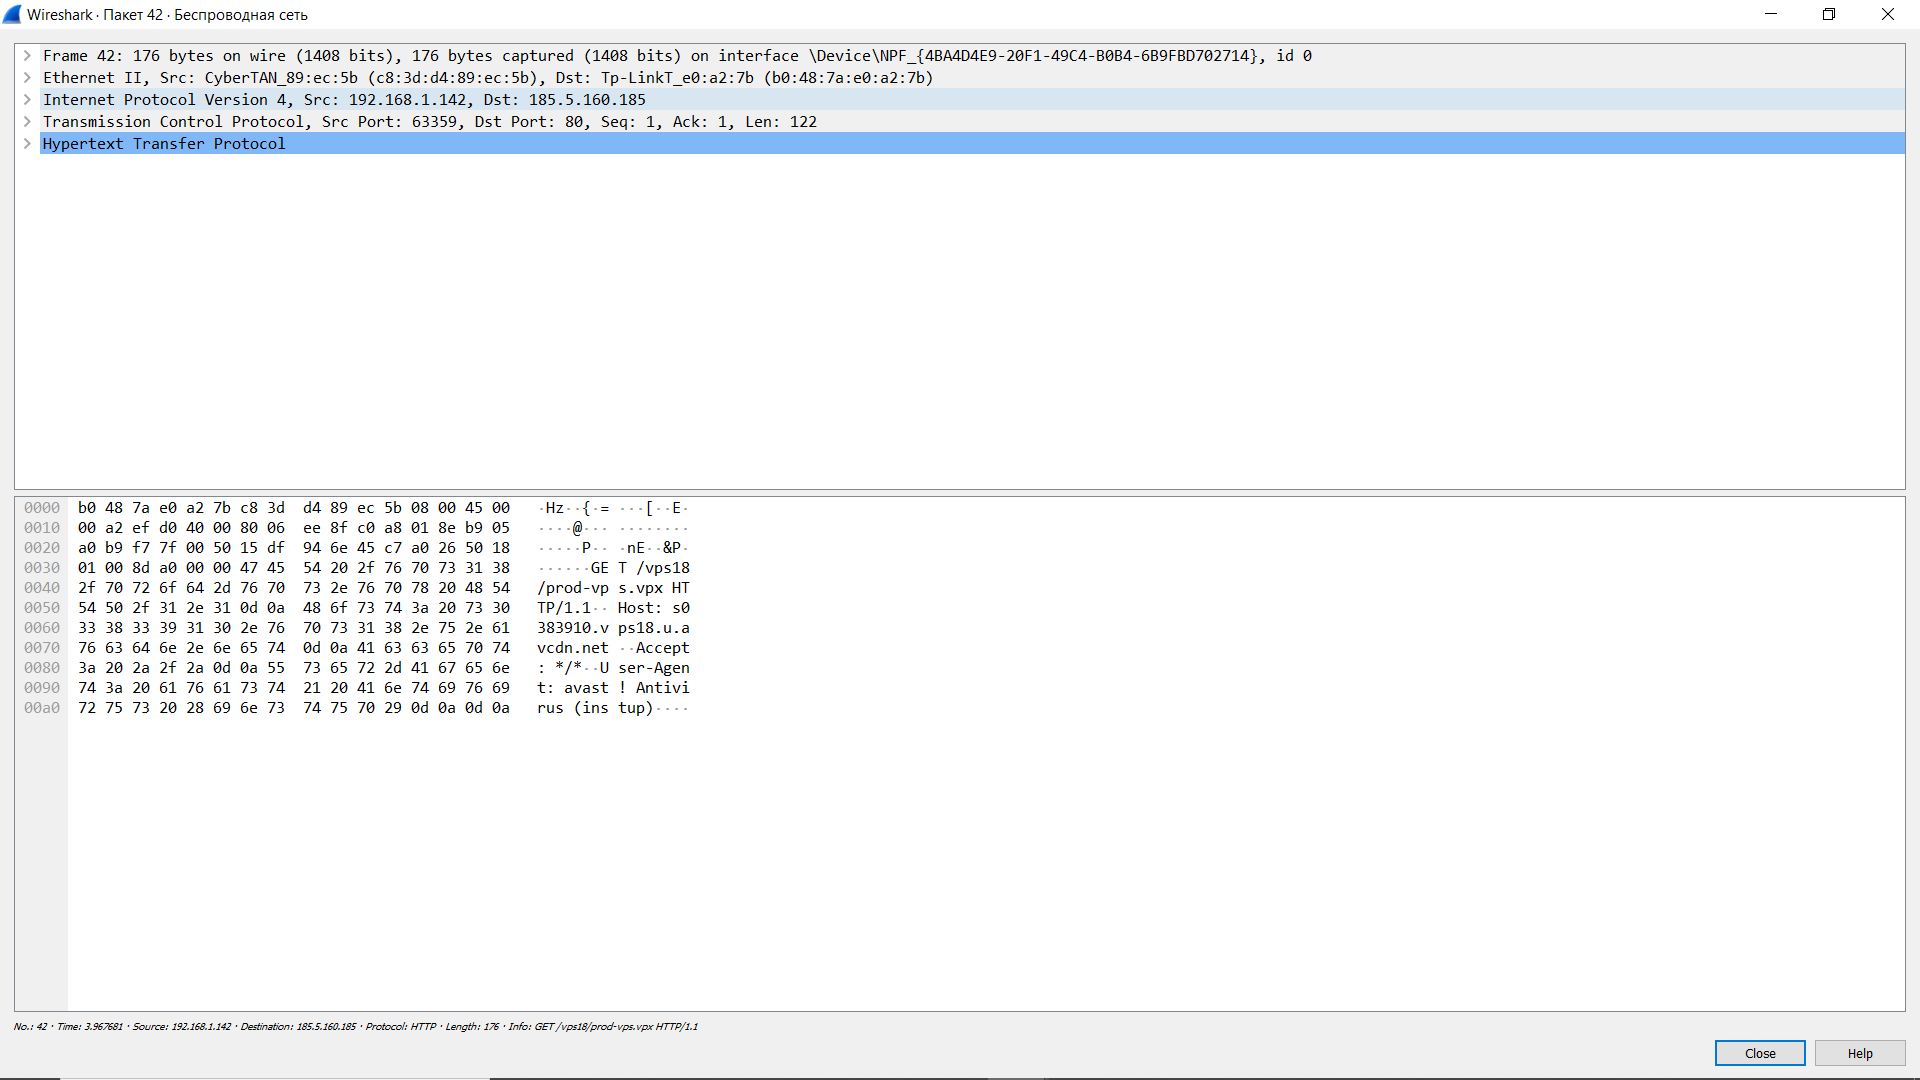 Wireshark · Пакет 42 · Беспроводная сеть
Frame 42: 176 bytes on wire (1408 bits), 176 bytes captured (1408 bits) on interface \Device\NPF_{4BA4D4E9-20F1-49C4-B0B4-6B9FBD702714}, id 0
Ethernet II, Src: CyberTAN_89:ec:5b (c8:3d:d4:89:ec:5b), Dst: Tp-LinkT_e0:a2:7b (b0:48:7a:e0:a2:7b)
Internet Protocol Version 4, Src: 192.168.1.142, Dst: 185.5.160.185
Transmission Control Protocol, Src Port: 63359, Dst Port: 80, Seq: 1, Ack: 1, Len: 122
Hypertext Transfer Protocol
0000 b0 48 7a e0 a2 7b c8 3d d4 89 ec 5b 08 00 45 00 ·Hz··{·= ···[··E·
0010 00 a2 ef d0 40 00 80 06 ee 8f c0 a8 01 8e b9 05 ····@··· ········
0020 a0 b9 f7 7f 00 50 15 df 94 6e 45 c7 a0 26 50 18 ·····P·· ·nE··&P·
0030 01 00 8d a0 00 00 47 45 54 20 2f 76 70 73 31 38 ······GE T /vps18
0040 2f 70 72 6f 64 2d 76 70 73 2e 76 70 78 20 48 54 /prod-vp s.vpx HT
0050 54 50 2f 31 2e 31 0d 0a 48 6f 73 74 3a 20 73 30 TP/1.1·· Host: s0
0060 33 38 33 39 31 30 2e 76 70 73 31 38 2e 75 2e 61 383910.v ps18.u.a
0070 76 63 64 6e 2e 6e 65 74 0d 0a 41 63 63 65 70 74 vcdn.net ··Accept
0080 3a 20 2a 2f 2a 0d 0a 55 73 65 72 2d 41 67 65 6e : */*··U ser-Agen
0090 74 3a 20 61 76 61 73 74 21 20 41 6e 74 69 76 69 t: avast ! Antivi
00a0 72 75 73 20 28 69 6e 73 74 75 70 29 0d 0a 0d 0a rus (ins tup)····
No.: 42 · Time: 3.967681 · Source: 192.168.1.142 · Destination: 185.5.160.185 · Protocol: HTTP · Length: 176 · Info: GET /vps18/prod-vps.vpx HTTP/1.1
Close Help